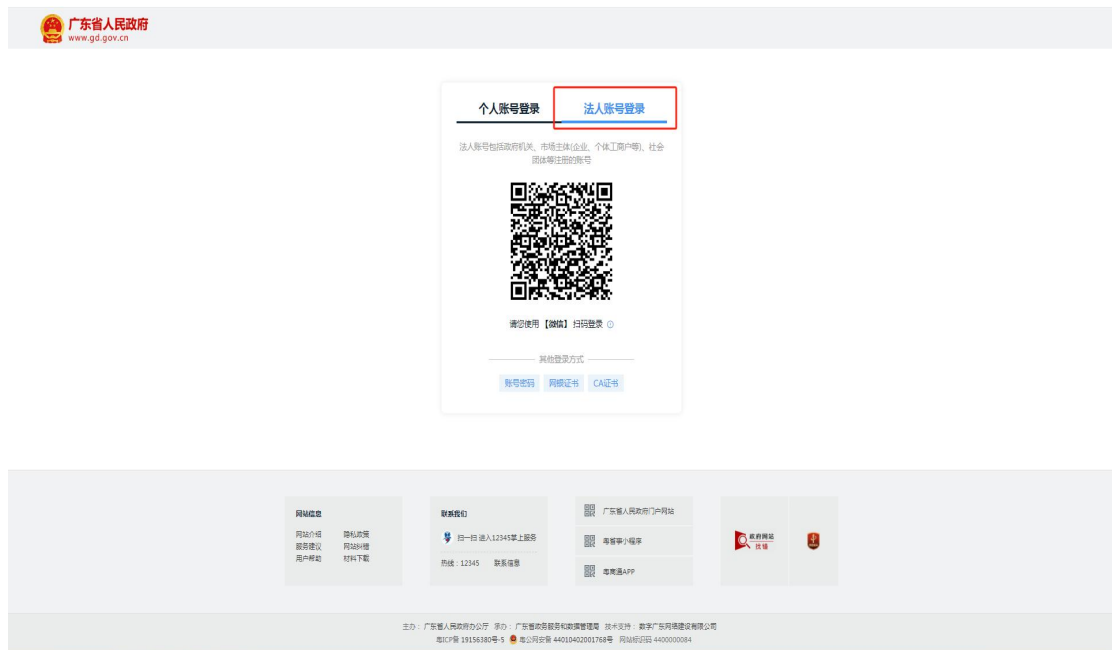 广东省人民政府
www.gd.gov.cn
个人账号登录
法人账号登录
法人账号包括政府机关、市场主体(企业、个体工商户等)、社会
团体等注册的账号
请您使用【微信】扫码登录
其他登录方式
账号密码
网银证书
CA证书
网站信息
网站介绍 隐私政策
服务建议 网站纠错
用户帮助 材料下载
联系我们
扫一扫 进入12345掌上服务
热线：12345 联系信息
广东省人民政府门户网站
粤省事小程序
粤商通APP
政府网站
找错
主办：广东省人民政府办公厅 承办：广东省政务服务和数据管理局 技术支持：数字广东网络建设有限公司
粤ICP备 19156380号-5 粤公网安备 44010402001768号 网站标识码 4400000084